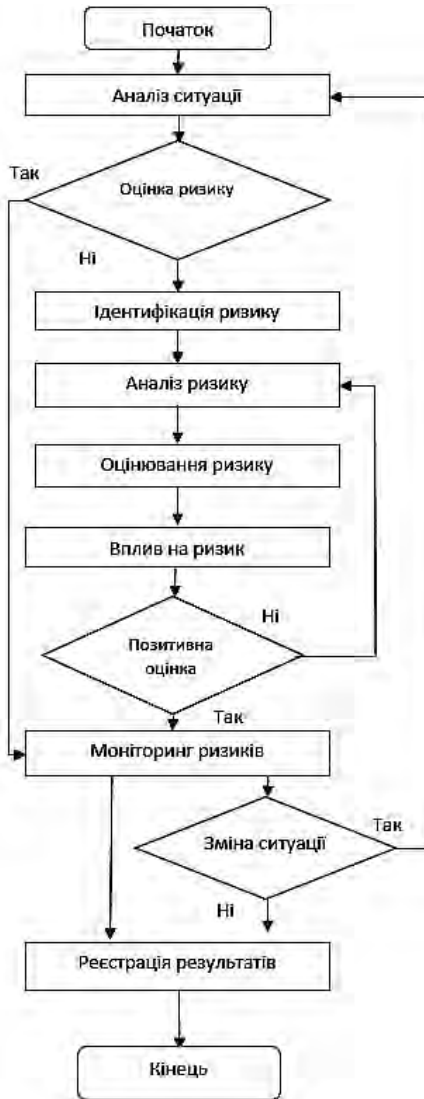 Початок
Аналіз ситуації
Так
Оцінка ризику
Ні
Ідентифікація ризику
Аналіз ризику
Оцінювання ризику
Вплив на ризик
Ні
Позитивна
оцінка
Так
Моніторинг ризиків
Зміна ситуації
Так
Ні
Реєстрація результатів
Кінець